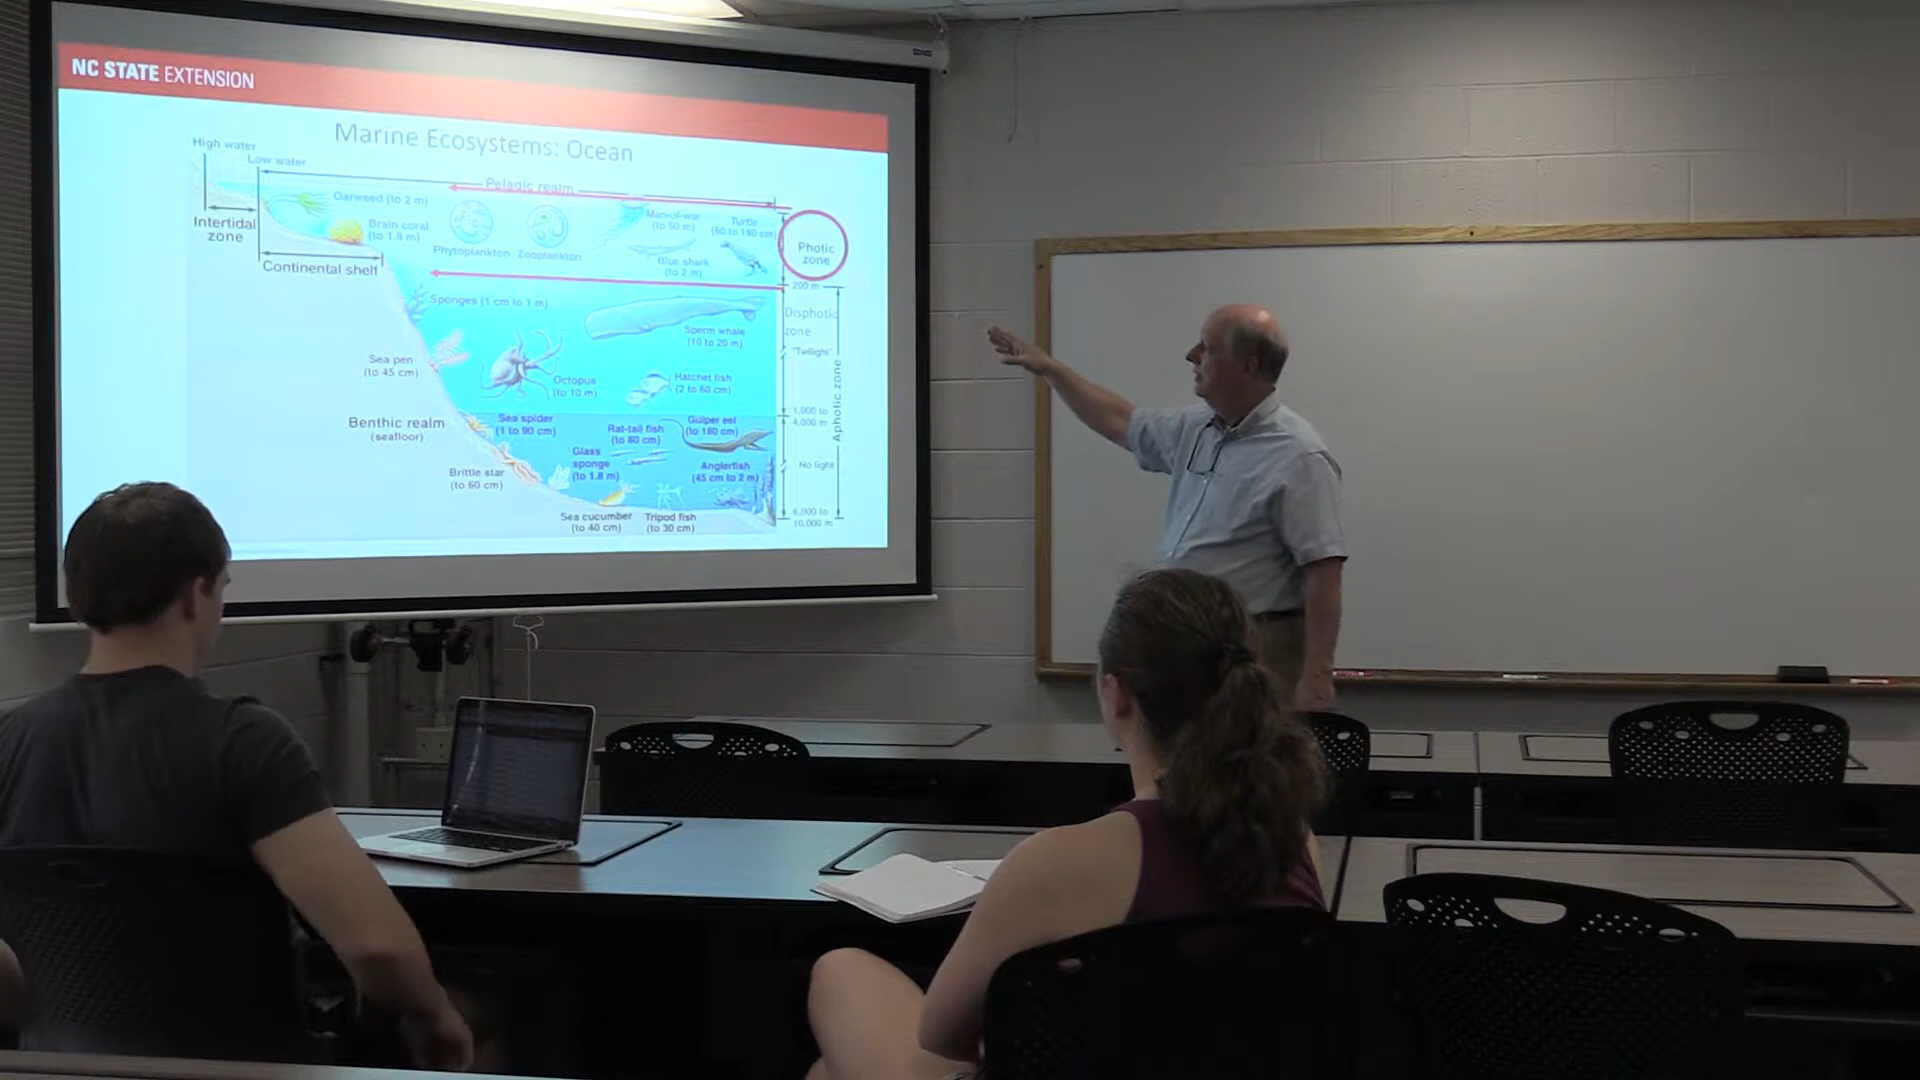 NC STATE EXTENSION
Marine Ecosystems: Ocean
High water
Low water
Pelagic realm
Oarweed (to 2 m)
Intertidal
zone
Brain coral
(to 1.8 m)
Continental shelf
Phytoplankton
Zooplankton
Man-of-war
(to 50 m)
Turtle
(60 to 180 cm)
Blue shark
(to 2 m)
Photic
zone
200 m
Sponges (1 cm to 1 m)
Sperm whale
(10 to 20 m)
Disphotic
zone
"Twilight"
Aphotic zone
Sea pen
(to 45 cm)
Octopus
(to 10 m)
Hatchet fish
(2 to 60 cm)
1,000 to
4,000 m
Benthic realm
(seafloor)
Sea spider
(1 to 90 cm)
Rat-tail fish
(to 80 cm)
Gulper eel
(to 180 cm)
Glass
sponge
(to 1.8 m)
Anglerfish
(45 cm to 2 m)
No light
Brittle star
(to 60 cm)
Sea cucumber
(to 40 cm)
Tripod fish
(to 30 cm)
6,000 to
10,000 m